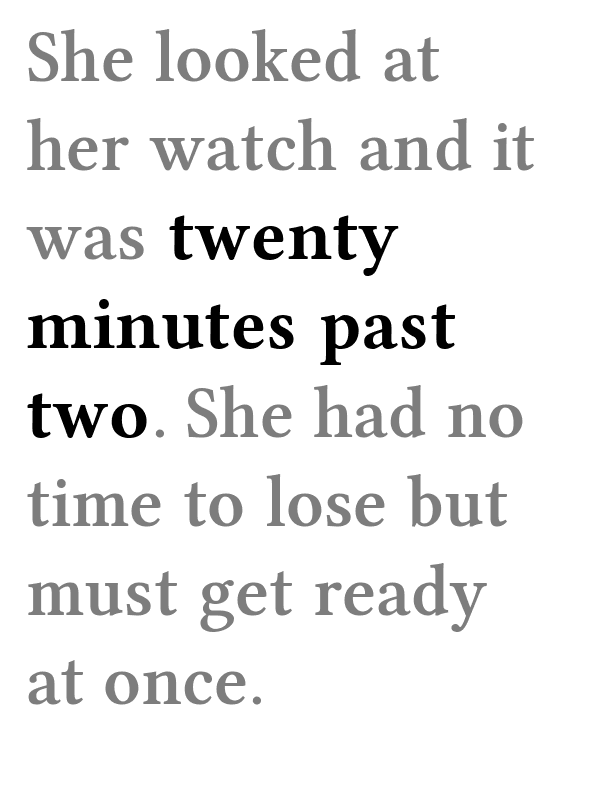 She looked at
her watch and it
was twenty
minutes past
two. She had no
time to lose but
must get ready
at once.